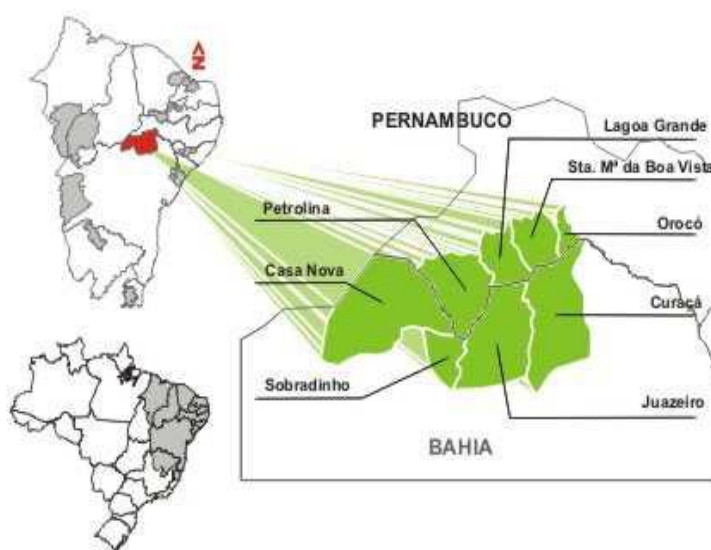 N
PERNAMBUCO
Lagoa Grande
Sta. Mª da Boa Vista
Petrolina
Orocó
Casa Nova
Curaçá
Sobradinho
Juazeiro
BAHIA